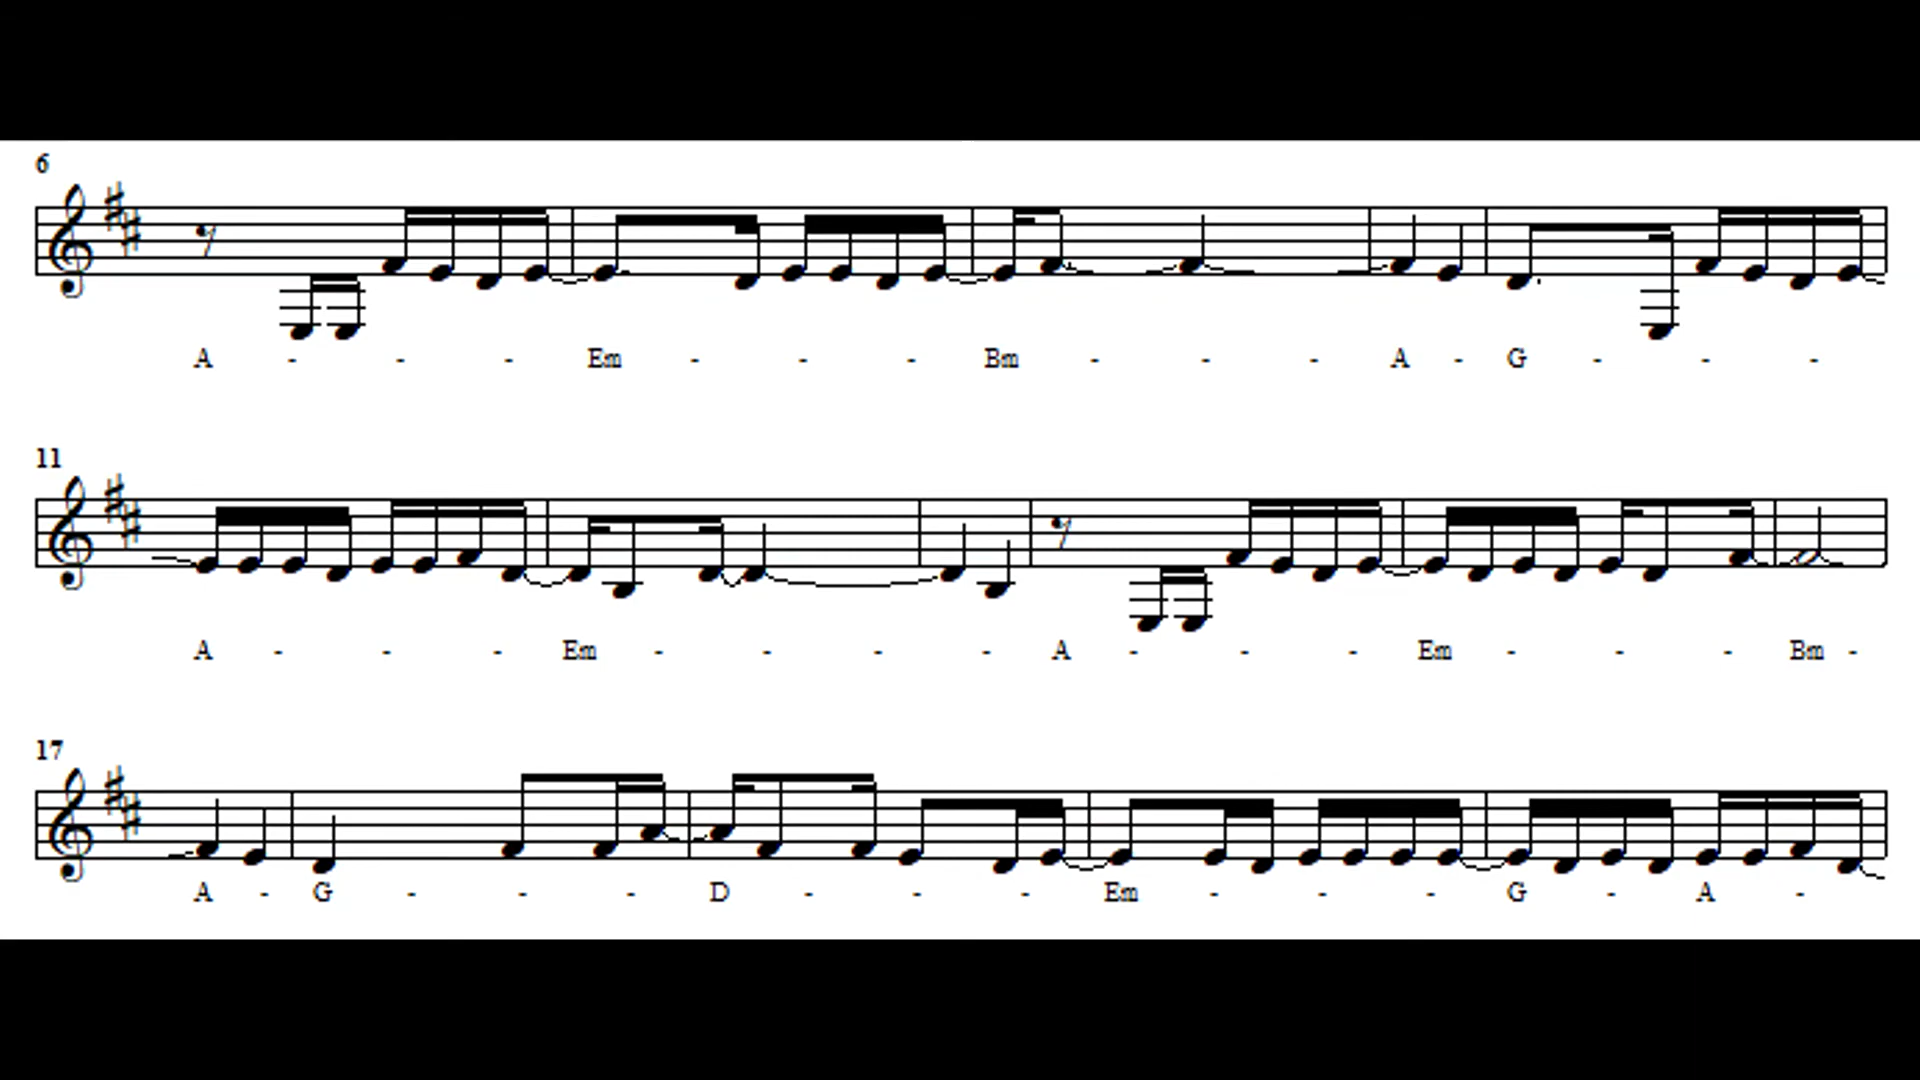 6
A - - - Em - - - Bm - - - A - G - - -
11
A - - - Em - - - - A - - - Em - - - Bm -
17
A - G - - - D - - - Em - - - G - A -